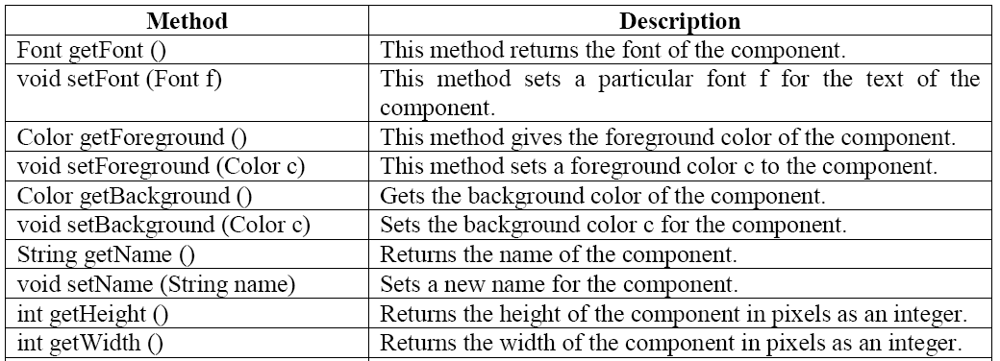 Method Description
Font getFont () This method returns the font of the component.
void setFont (Font f) This method sets a particular font f for the text of the
component.
Color getForeground () This method gives the foreground color of the component.
void setForeground (Color c) This method sets a foreground color c to the component.
Color getBackground () Gets the background color of the component.
void setBackground (Color c) Sets the background color c for the component.
String getName () Returns the name of the component.
void setName (String name) Sets a new name for the component.
int getHeight () Returns the height of the component in pixels as an integer.
int getWidth () Returns the width of the component in pixels as an integer.